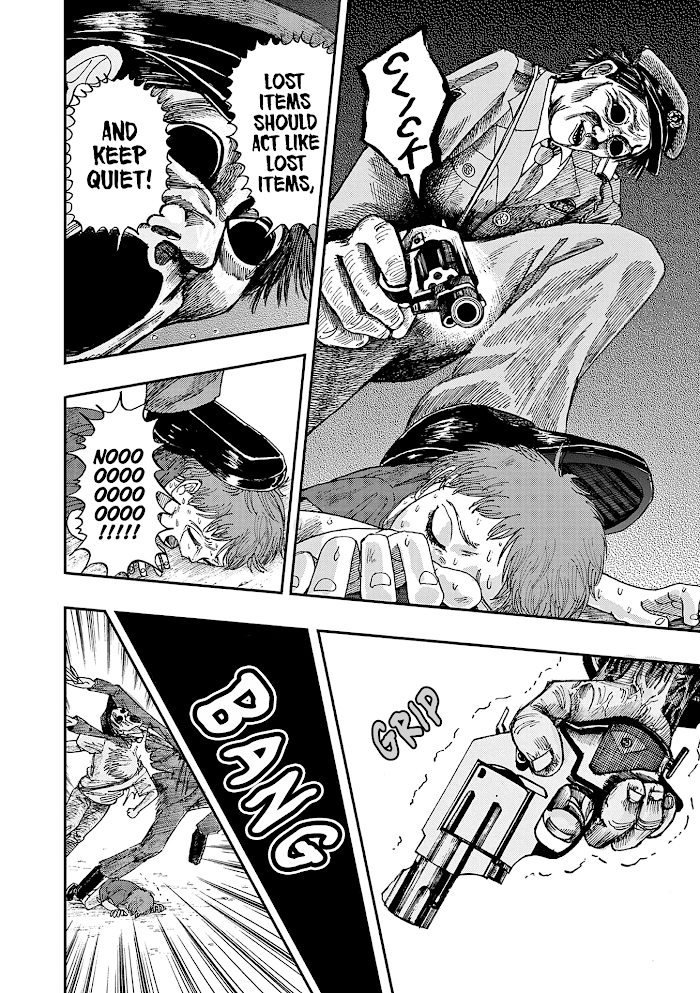 CLICK
LOST
ITEMS
SHOULD
ACT LIKE
LOST
ITEMS,
AND
KEEP
QUIET!
NOOO
OOOO
OOOO
OOOO
!!!!!
GRIP
BANG